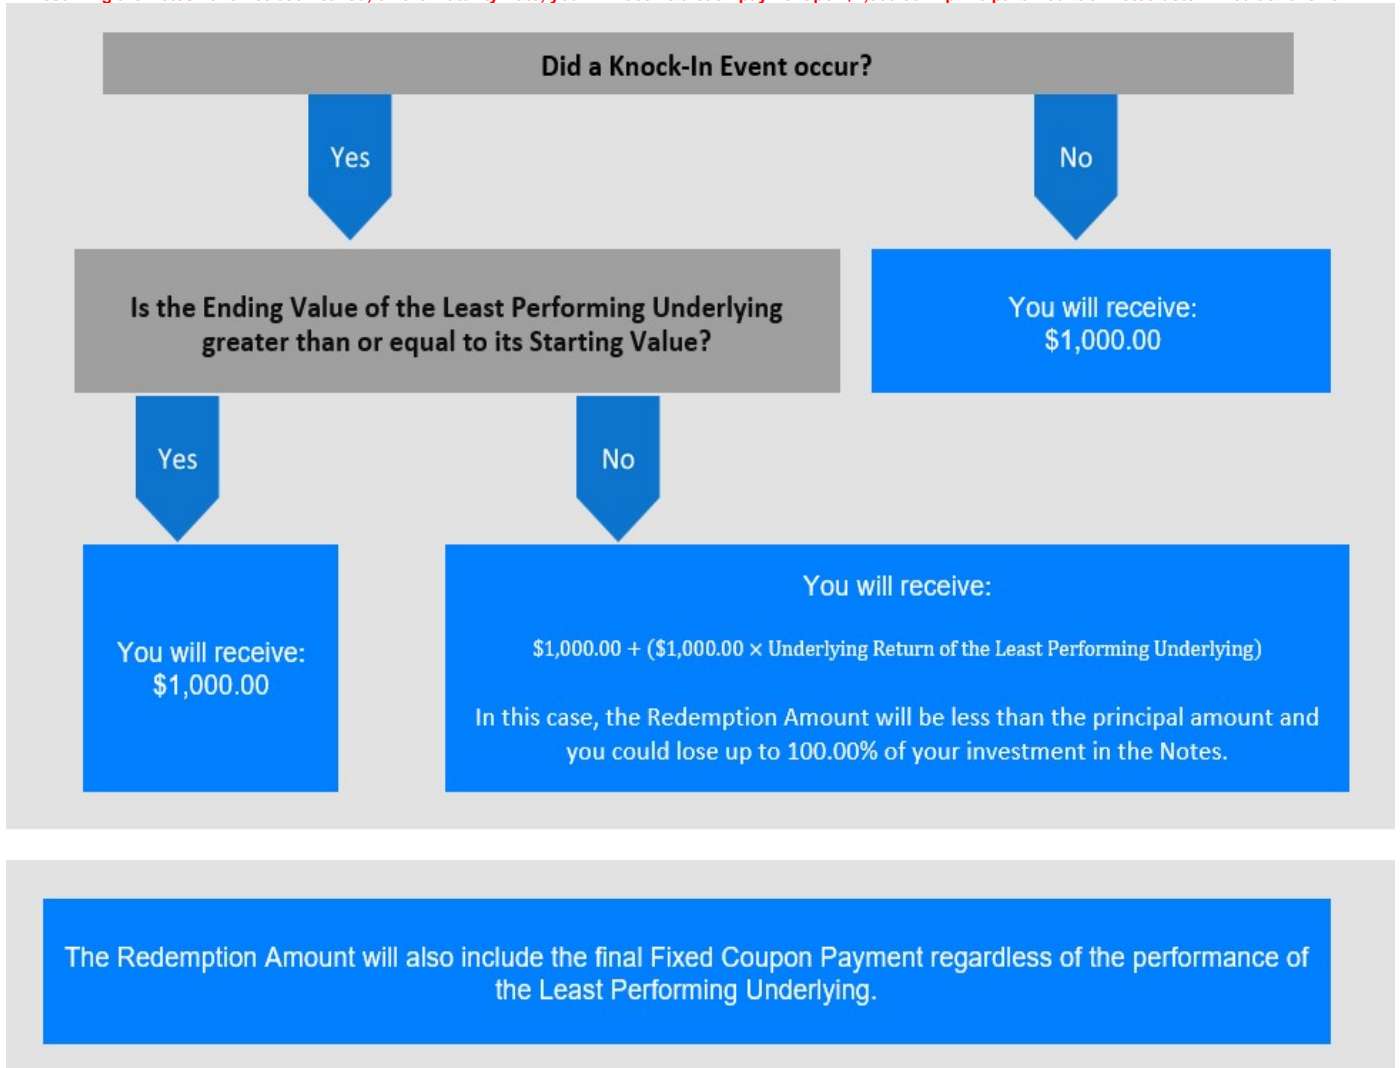 Did a Knock-In Event occur?
Yes
No
Is the Ending Value of the Least Performing Underlying
greater than or equal to its Starting Value?
You will receive:
$1,000.00
Yes
No
You will receive:
$1,000.00
You will receive:
$1,000.00 + ($1,000.00 × Underlying Return of the Least Performing Underlying)
In this case, the Redemption Amount will be less than the principal amount and
you could lose up to 100.00% of your investment in the Notes.
The Redemption Amount will also include the final Fixed Coupon Payment regardless of the performance of
the Least Performing Underlying.